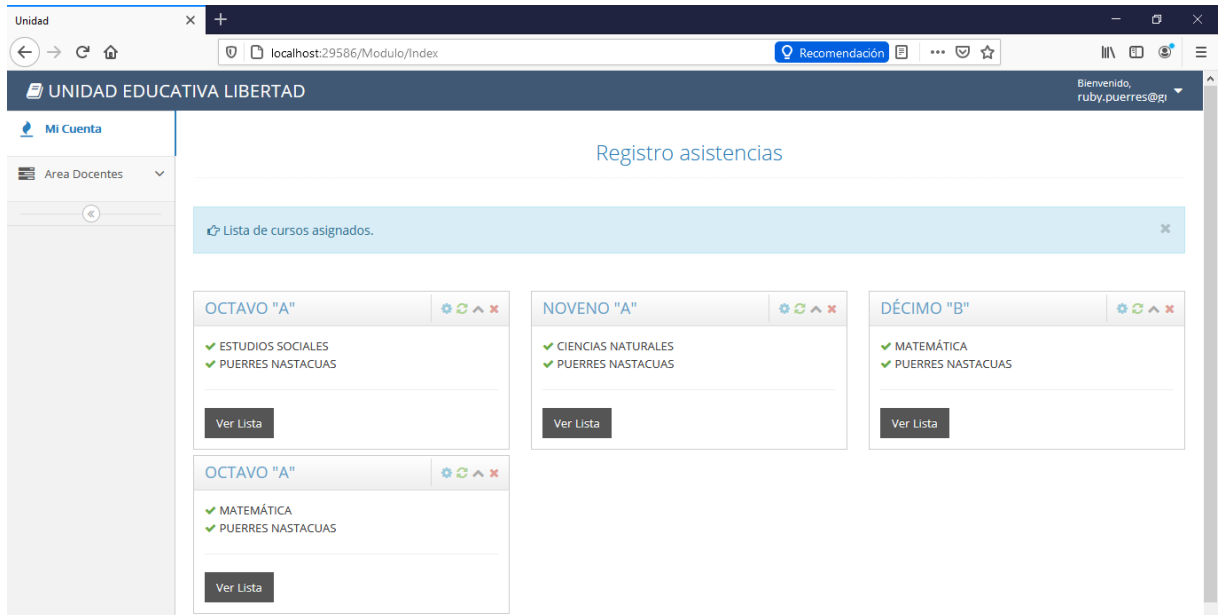 Unidad
localhost:29586/Modulo/Index
Recomendación
UNIDAD EDUCATIVA LIBERTAD
Bienvenido,
ruby.puerres@g
Mi Cuenta
Area Docentes
Registro asistencias
Lista de cursos asignados.
OCTAVO "A"
ESTUDIOS SOCIALES
PUERRES NASTACUAS
Ver Lista
NOVENO "A"
CIENCIAS NATURALES
PUERRES NASTACUAS
Ver Lista
DÉCIMO "B"
MATEMÁTICA
PUERRES NASTACUAS
Ver Lista
OCTAVO "A"
MATEMÁTICA
PUERRES NASTACUAS
Ver Lista